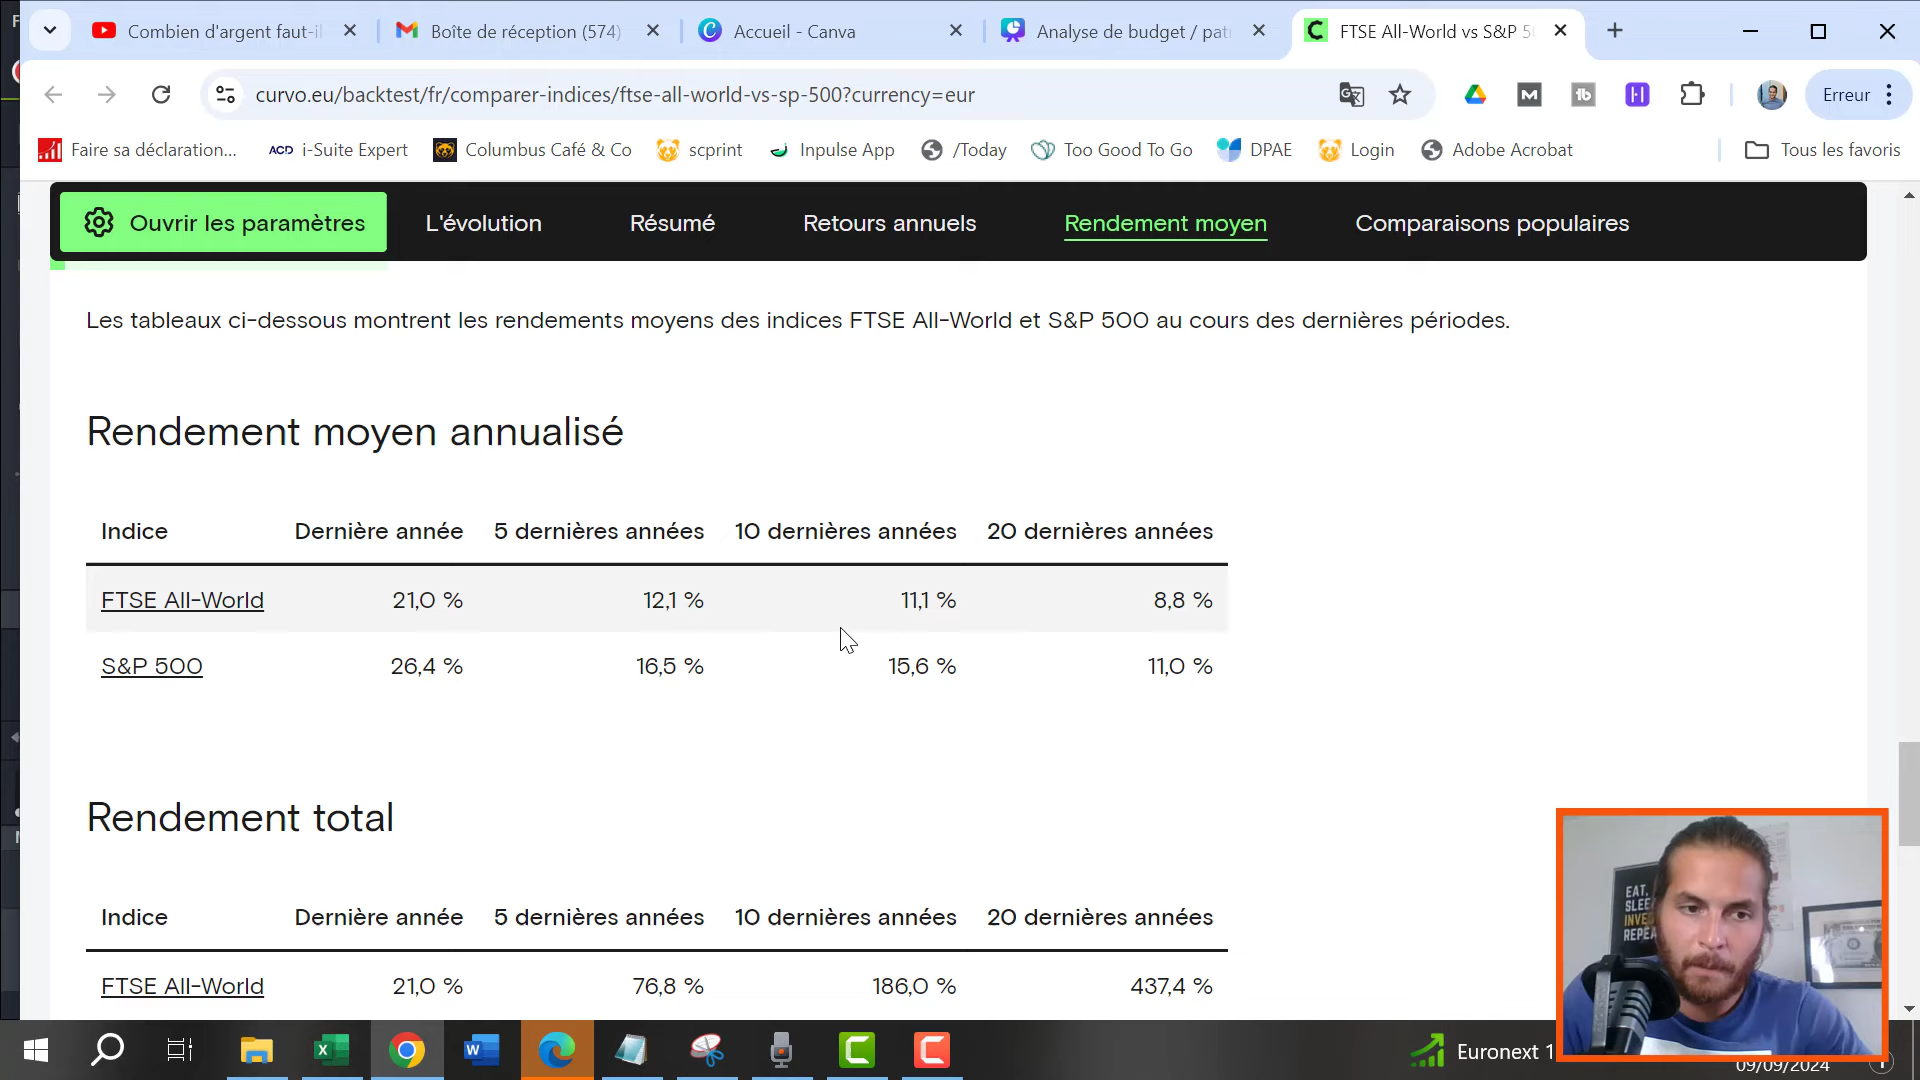 Combien d'argent faut-il
Boîte de réception (574)
Accueil - Canva
Analyse de budget / pat
FTSE All-World vs S&P 5
curvo.eu/backtest/fr/comparer-indices/ftse-all-world-vs-sp-500?currency=eur
Erreur
Faire sa déclaration...
ACD i-Suite Expert
Columbus Café & Co
scprint
Inpulse App
/Today
Too Good To Go
DPAE
Login
Adobe Acrobat
Tous les favoris
Ouvrir les paramètres
L'évolution
Résumé
Retours annuels
Rendement moyen
Comparaisons populaires
Les tableaux ci-dessous montrent les rendements moyens des indices FTSE All-World et S&P 500 au cours des dernières périodes.
Rendement moyen annualisé
Indice Dernière année 5 dernières années 10 dernières années 20 dernières années
FTSE All-World 21,0 % 12,1 % 11,1 % 8,8 %
S&P 500 26,4 % 16,5 % 15,6 % 11,0 %
Rendement total
Indice Dernière année 5 dernières années 10 dernières années 20 dernières années
FTSE All-World 21,0 % 76,8 % 186,0 % 437,4 %
EAT,
SLEE
INVE
REPEA
Euronext 1
09/09/2024